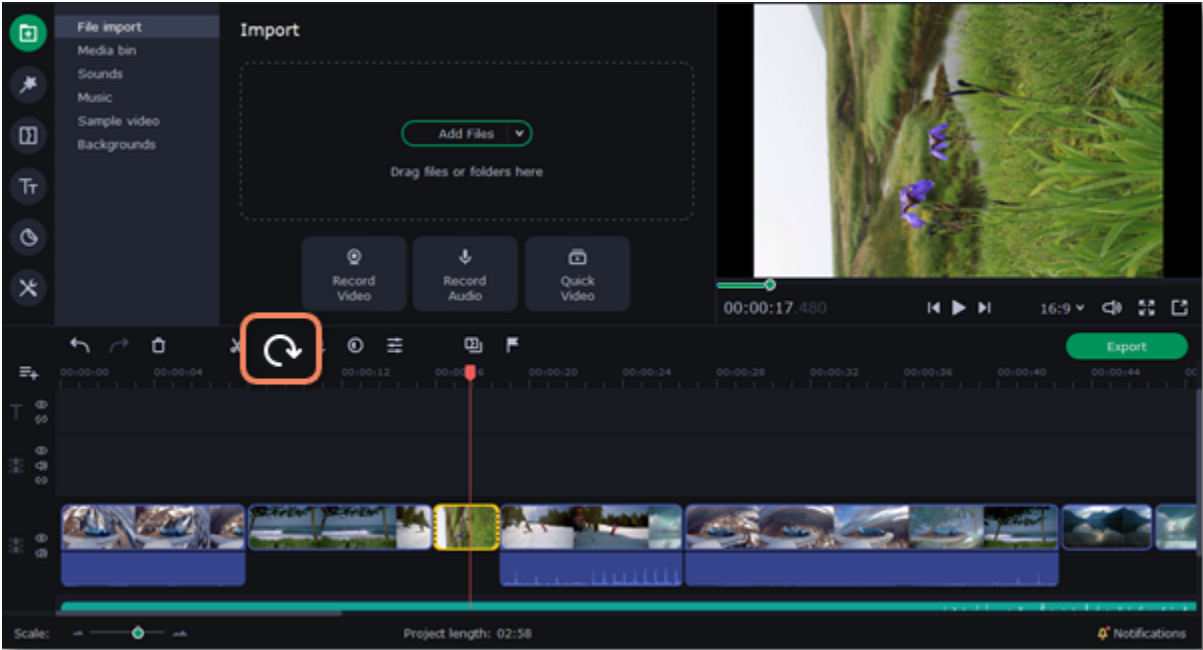 File import
Media bin
Sounds
Music
Sample video
Backgrounds
Import
Add Files
Drag files or folders here
Record
Video
Record
Audio
Quick
Video
00:00:17.480
16:9
Export
00:00:00 00:00:04 00:00:12 00:00:20 00:00:24 00:00:28 00:00:32 00:00:36 00:00:40 00:00:44
Scale:
Project length: 02:58
Notifications